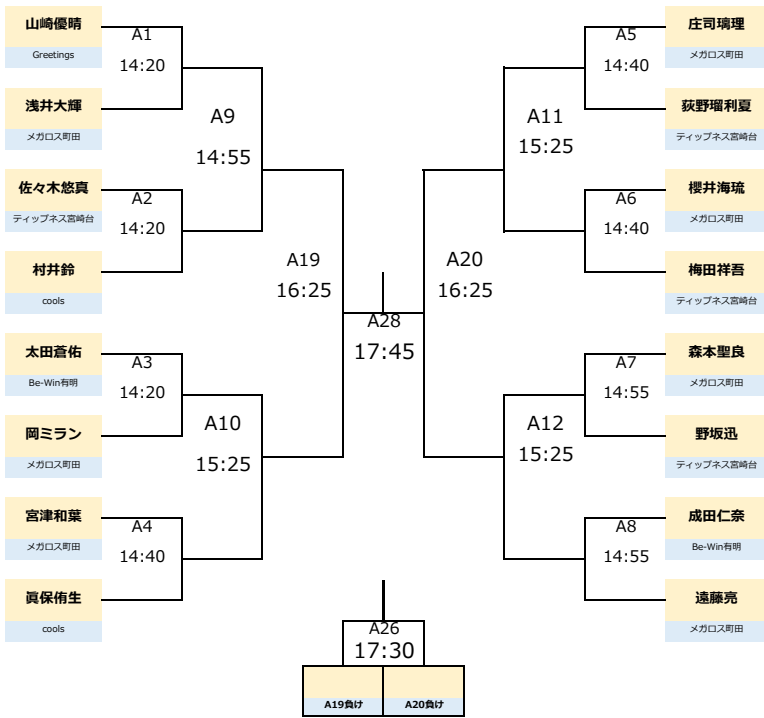 山崎優晴
Greetings
浅井大輝
メガロス町田
佐々木悠真
ティップネス宮崎台
村井鈴
cools
太田蒼佑
Be-Win有明
岡ミラン
メガロス町田
宮津和葉
メガロス町田
眞保侑生
cools
A1
14:20
A2
14:20
A3
14:20
A4
14:40
A9
14:55
A10
15:25
A19
16:25
A28
17:45
A20
16:25
A11
15:25
A12
15:25
A5
14:40
A6
14:40
A7
14:55
A8
14:55
庄司璃理
メガロス町田
荻野瑠利夏
ティップネス宮崎台
櫻井海琉
メガロス町田
梅田祥吾
ティップネス宮崎台
森本聖良
メガロス町田
野坂迅
ティップネス宮崎台
成田仁奈
Be-Win有明
遠藤亮
メガロス町田
A26
17:30
A19負け
A20負け